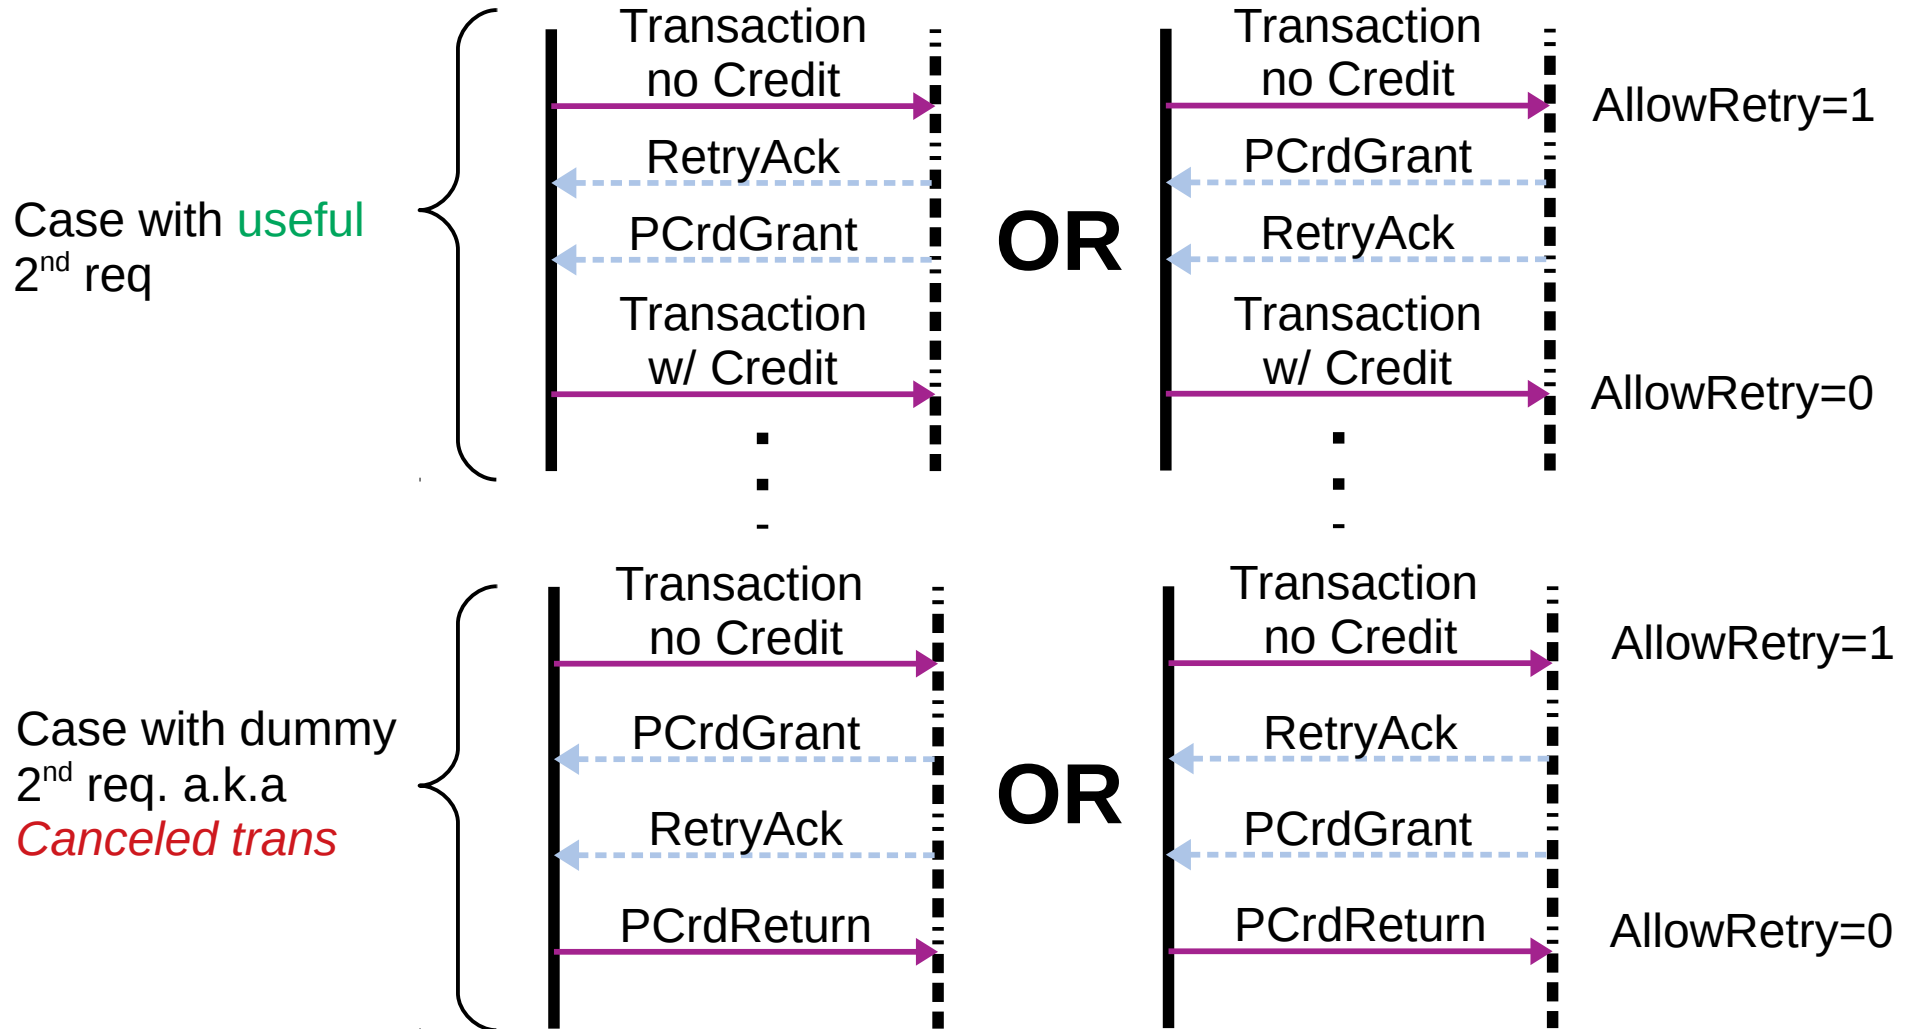 Case with useful
2nd req
Transaction
no Credit
RetryAck
PCrdGrant
Transaction
w/ Credit
OR
Transaction
no Credit
PCrdGrant
RetryAck
Transaction
w/ Credit
AllowRetry=1
AllowRetry=0
Case with dummy
2nd req. a.k.a
Canceled trans
Transaction
no Credit
PCrdGrant
RetryAck
PCrdReturn
OR
Transaction
no Credit
RetryAck
PCrdGrant
PCrdReturn
AllowRetry=1
AllowRetry=0